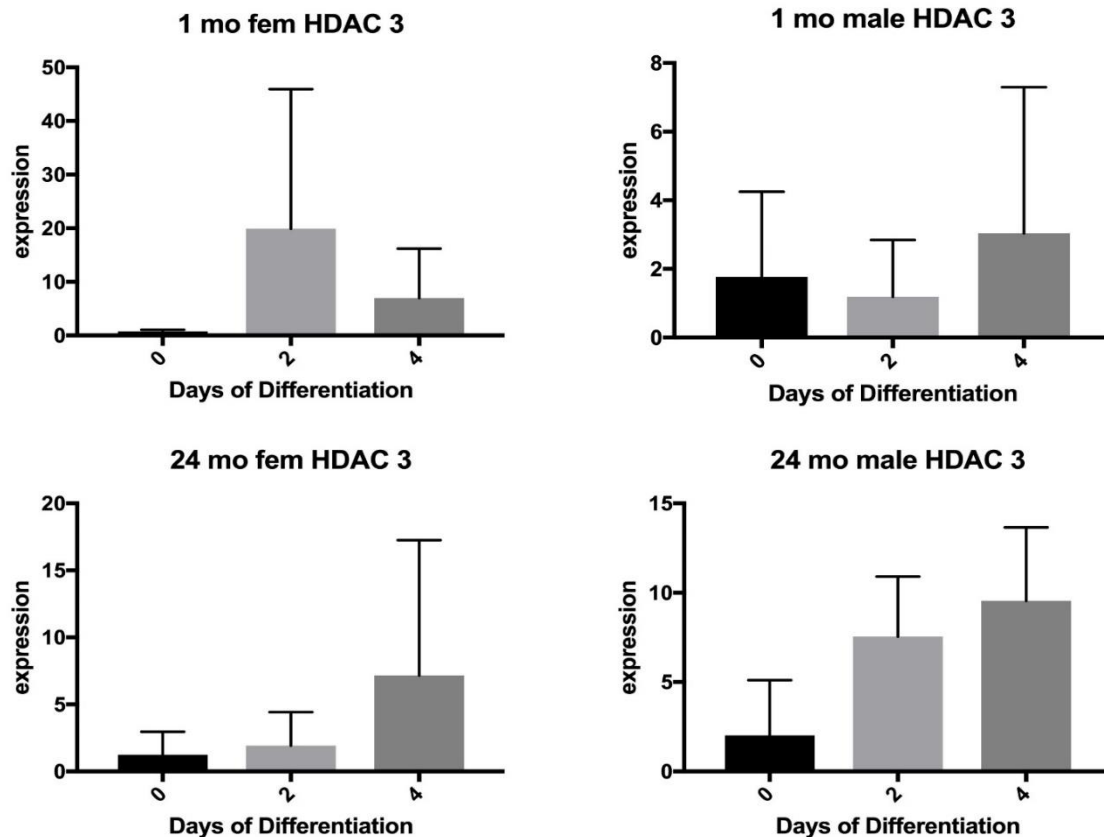 1 mo fem HDAC 3
50
40
30
20
10
0
expression
0
2
4
Days of Differentiation
1 mo male HDAC 3
8
6
4
2
0
expression
0
2
4
Days of Differentiation
24 mo fem HDAC 3
20
15
10
5
0
expression
0
2
4
Days of Differentiation
24 mo male HDAC 3
15
10
5
0
expression
0
2
4
Days of Differentiation